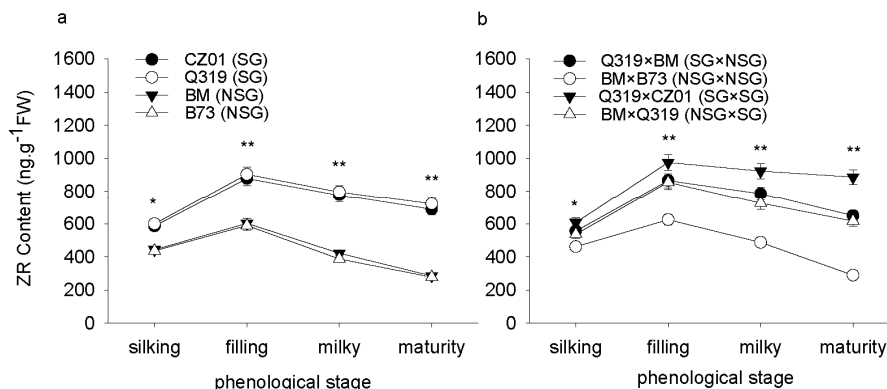 a
1600
1400
1200
1000
800
600
400
200
0
ZR Content (ng.g⁻¹FW)
CZ01 (SG)
Q319 (SG)
BM (NSG)
B73 (NSG)
*
**
**
**
silking
filling
milky
maturity
phenological stage
b
1600
1400
1200
1000
800
600
400
200
0
Q319×BM (SG×NSG)
BM×B73 (NSG×NSG)
Q319×CZ01 (SG×SG)
BM×Q319 (NSG×SG)
*
**
**
**
silking
filling
milky
maturity
phenological stage